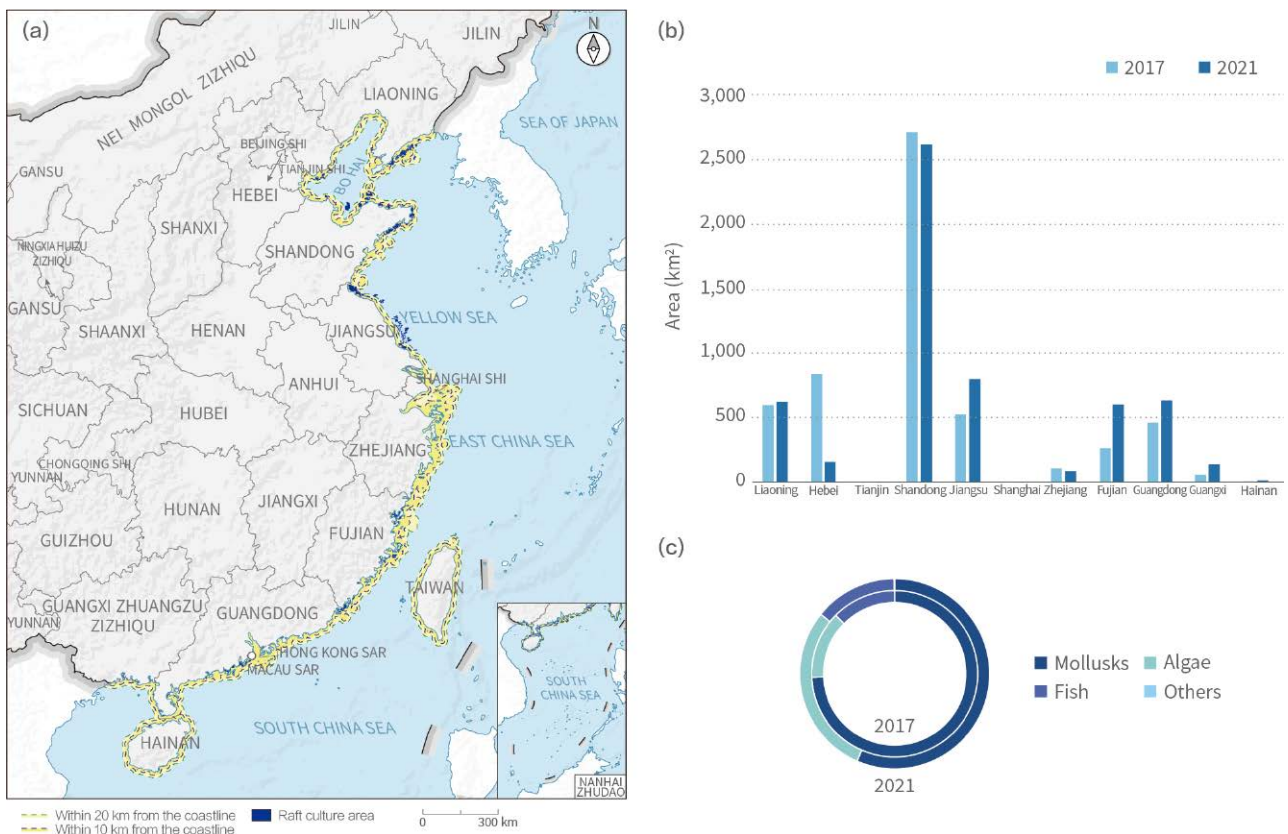 (a)
JILIN
JILIN
N
NEI MONGOL ZIZHIQU
LIAONING
SEA OF JAPAN
BEIJING SHI
TIANJIN SHI
BO HAI
GANSU
HEBEI
SHANXI
NINGXIA HUIZU
ZIZHIQU
SHANDONG
GANSU
SHAANXI
HENAN
JIANGSU
YELLOW SEA
ANHUI
SHANGHAI SHI
SICHUAN
HUBEI
ZHEJIANG
EAST CHINA SEA
CHONGQING SHI
YUNNAN
HUNAN
JIANGXI
GUIZHOU
FUJIAN
TAIWAN
GUANGXI ZHUANGZU
ZIZHIQU
GUANGDONG
YUNNAN
HONG KONG SAR
MACAU SAR
SOUTH CHINA SEA
HAINAN
SOUTH
CHINA SEA
NANHAI
ZHUDAO
Within 20 km from the coastline
Within 10 km from the coastline
Raft culture area
0 300 km
(b)
2017 2021
Area (km²)
3,000
2,500
2,000
1,500
1,000
500
0
Liaoning Hebei Tianjin Shandong Jiangsu Shanghai Zhejiang Fujian Guangdong Guangxi Hainan
(c)
2017
2021
Mollusks Algae
Fish Others